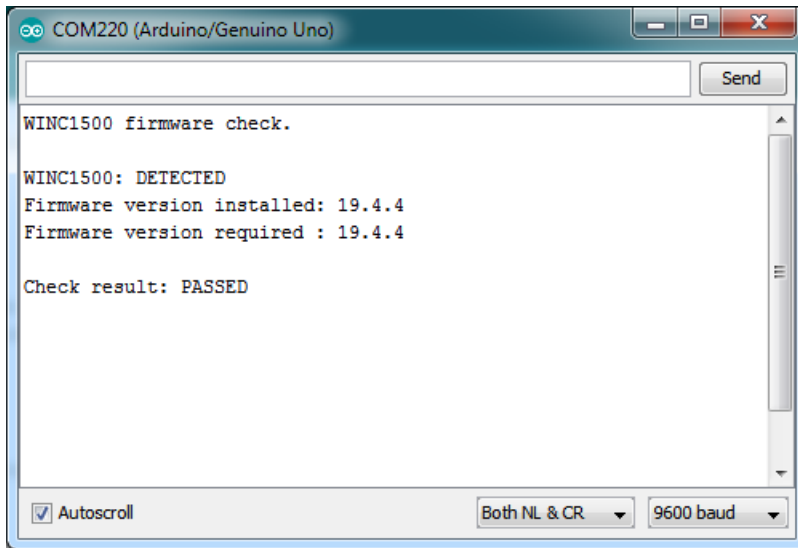 COM220 (Arduino/Genuino Uno)
Send
WINC1500 firmware check.
WINC1500: DETECTED
Firmware version installed: 19.4.4
Firmware version required : 19.4.4
Check result: PASSED
Autoscroll
Both NL & CR
9600 baud